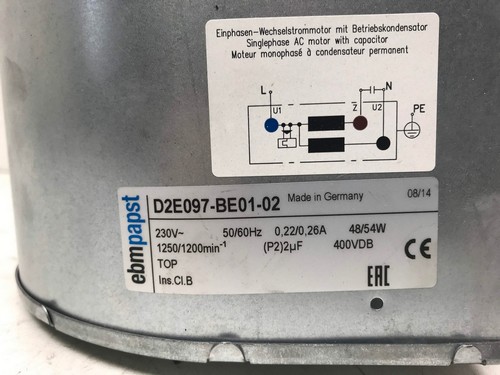 Einphasen-Wechselstrommotor mit Betriebskondensator
Singlephase AC motor with capacitor
Moteur monophasé à condensateur permanent
L
U1
Z
U2
N
PE
ebmpapst
D2E097-BE01-02 Made in Germany 08/14
230V~ 50/60Hz 0,22/0,26A 48/54W
1250/1200min⁻¹ (P2)2µF 400VDB
TOP
Ins.Cl.B
CE
EAC